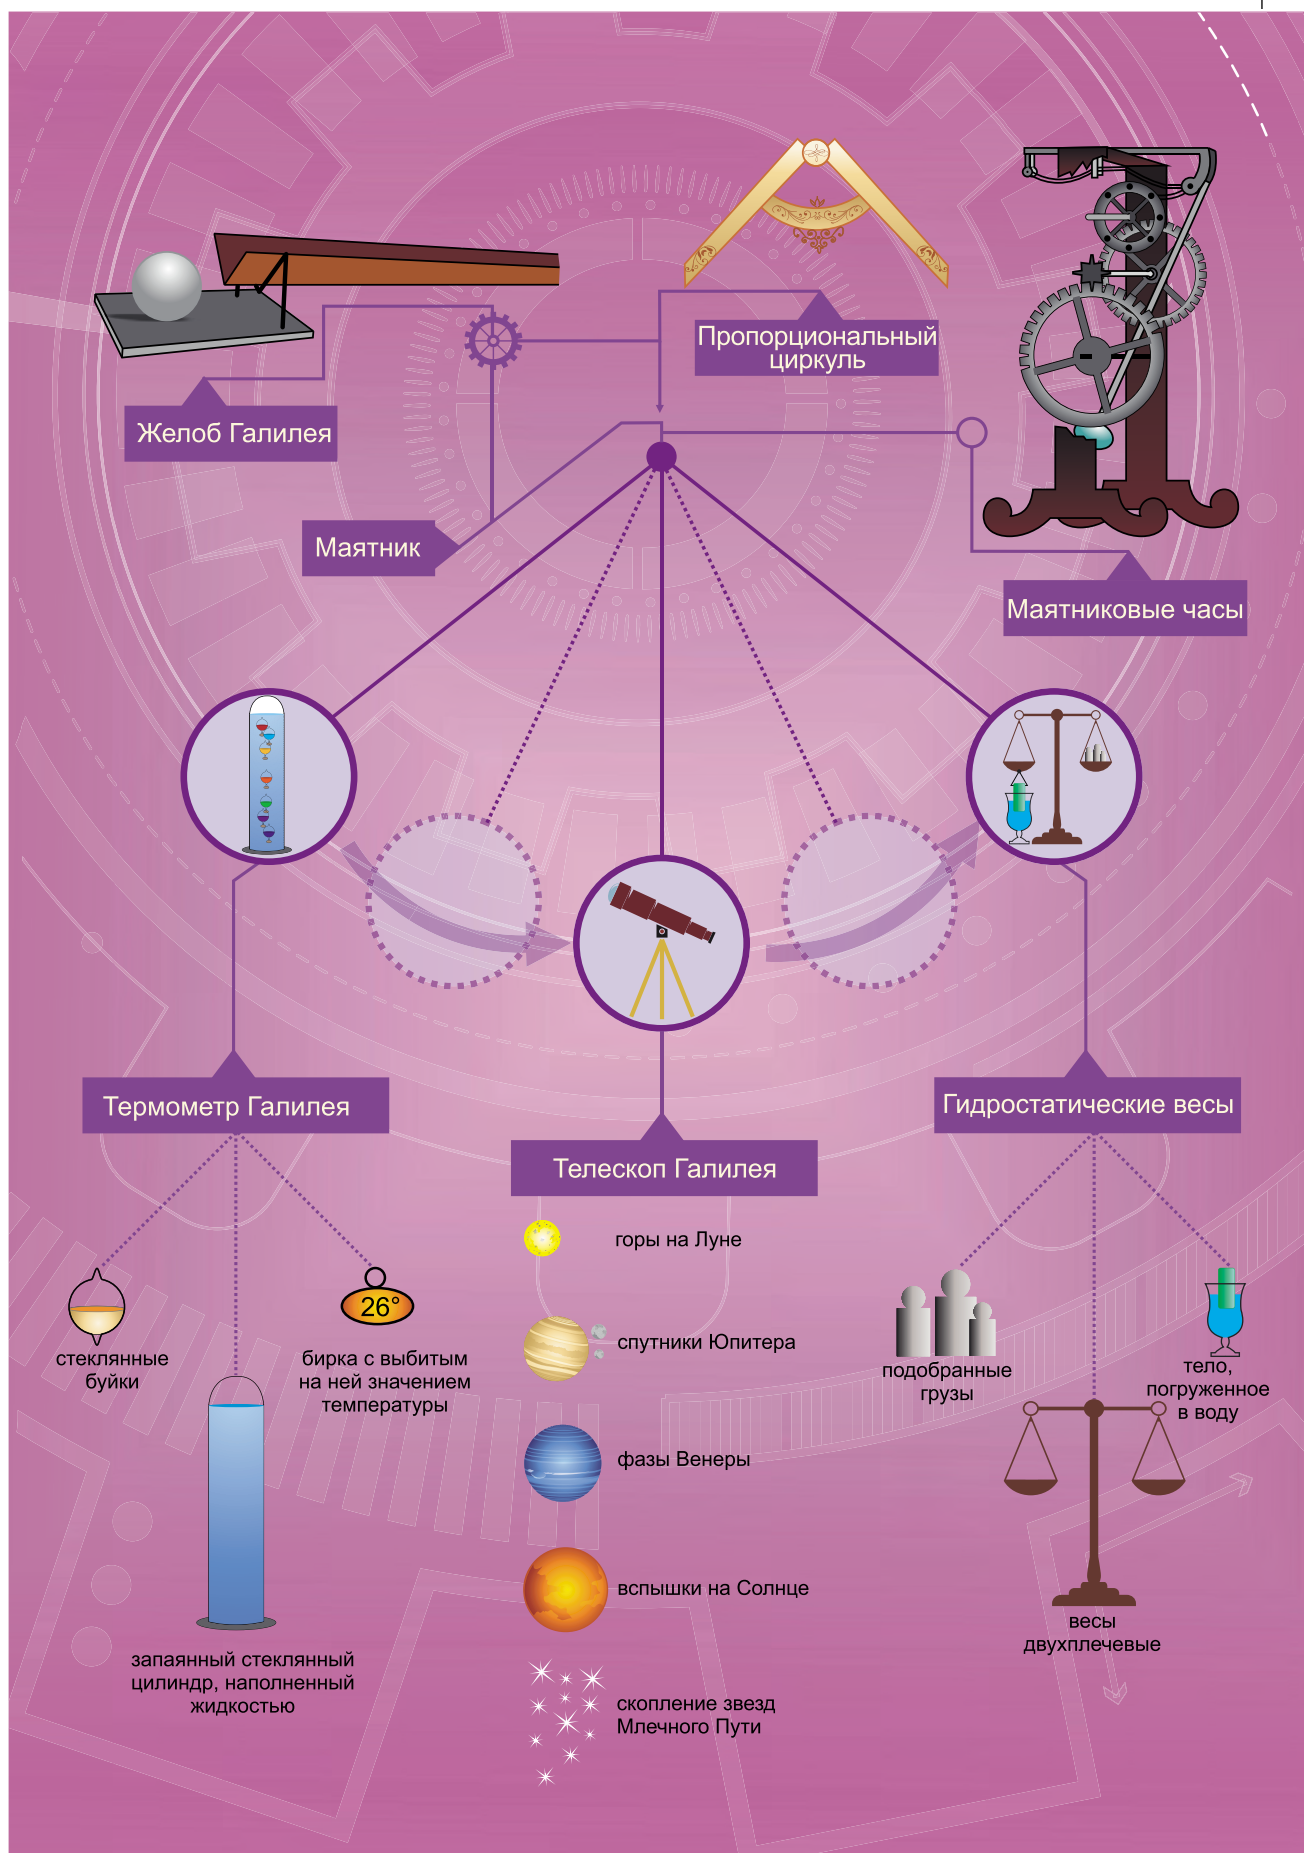 Пропорциональный
циркуль
Желоб Галилея
Маятник
Маятниковые часы
Термометр Галилея
Телескоп Галилея
Гидростатические весы
стеклянные
буйки
26°
бирка с выбитым
на ней значением
температуры
запаянный стеклянный
цилиндр, наполненный
жидкостью
горы на Луне
спутники Юпитера
фазы Венеры
вспышки на Солнце
скопление звезд
Млечного Пути
подобранные
грузы
тело,
погруженное
в воду
весы
двухплечевые